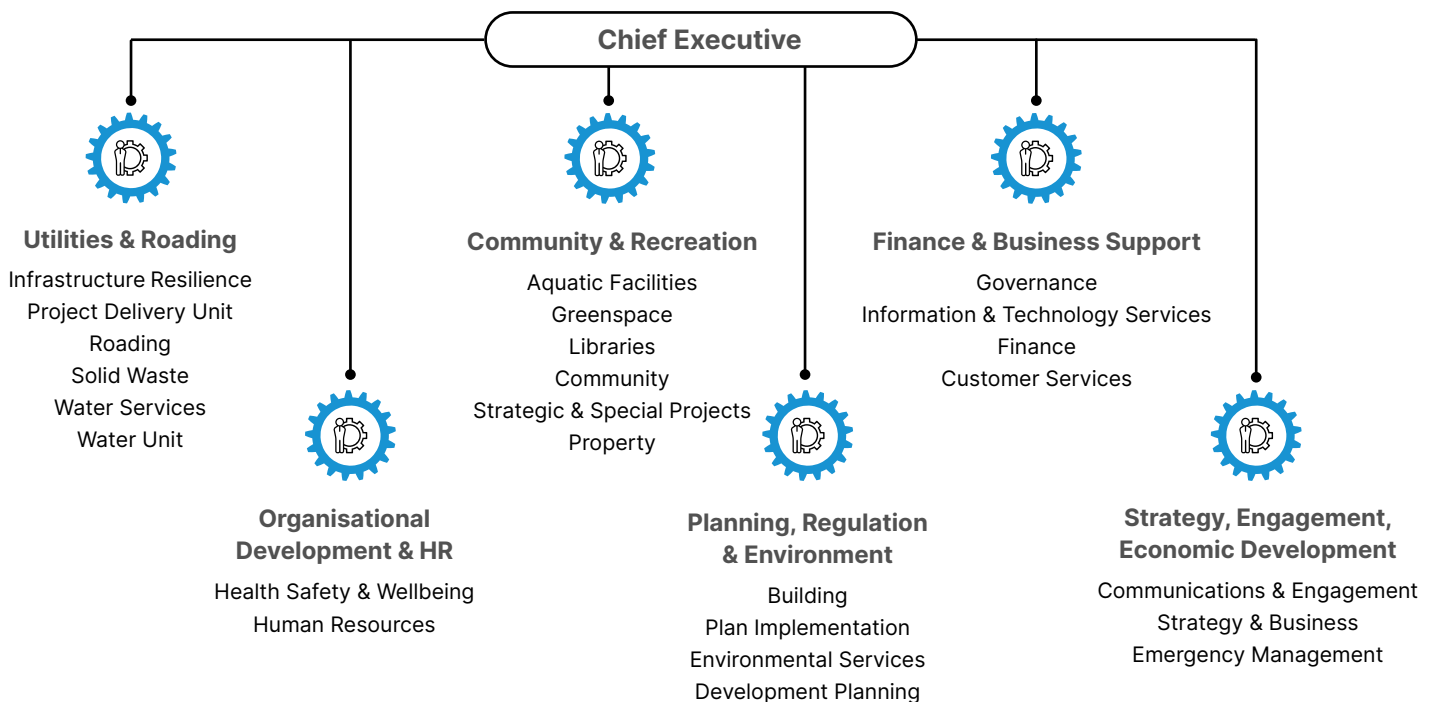 Chief Executive
Utilities & Roading
Infrastructure Resilience
Project Delivery Unit
Roading
Solid Waste
Water Services
Water Unit
Organisational
Development & HR
Health Safety & Wellbeing
Human Resources
Community & Recreation
Aquatic Facilities
Greenspace
Libraries
Community
Strategic & Special Projects
Property
Planning, Regulation
& Environment
Building
Plan Implementation
Environmental Services
Development Planning
Finance & Business Support
Governance
Information & Technology Services
Finance
Customer Services
Strategy, Engagement,
Economic Development
Communications & Engagement
Strategy & Business
Emergency Management